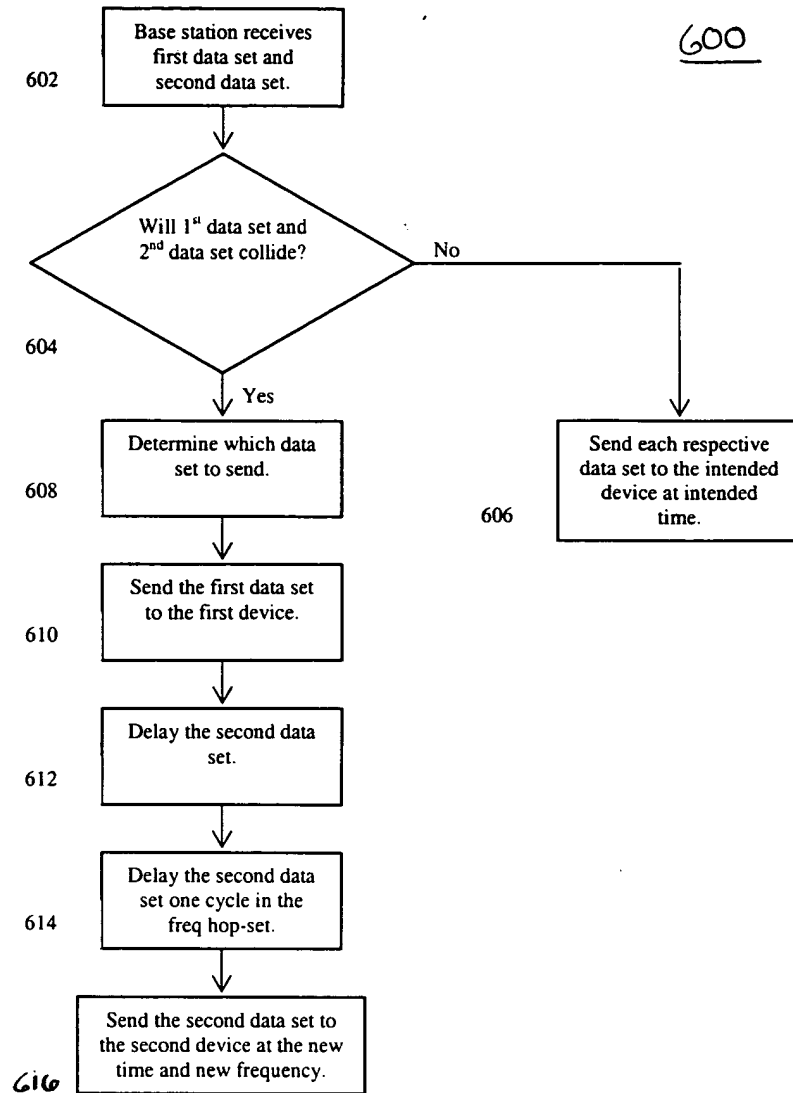 600
Base station receives
first data set and
second data set.
602
Will 1st data set and
2nd data set collide?
No
604
Yes
Determine which data
set to send.
608
Send each respective
data set to the intended
device at intended
time.
606
Send the first data set
to the first device.
610
Delay the second data
set.
612
Delay the second data
set one cycle in the
freq hop-set.
614
Send the second data set to
the second device at the new
time and new frequency.
616